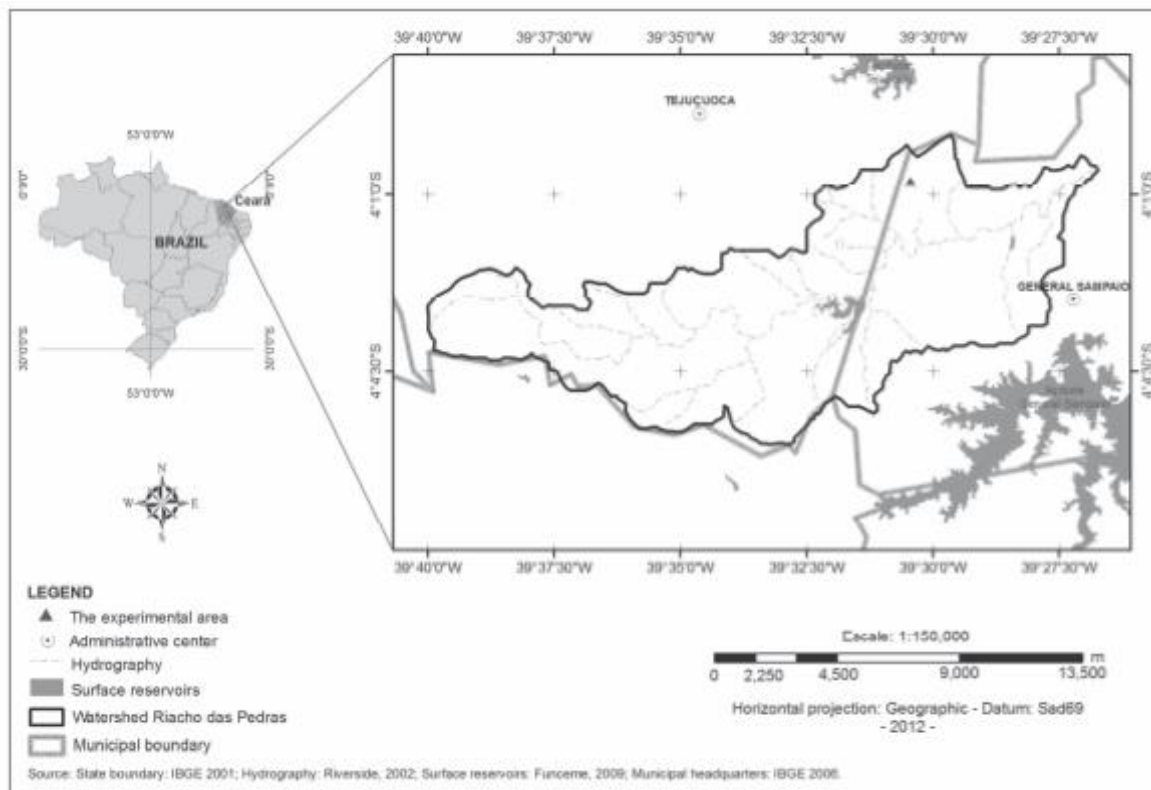 39°40'0"W 39°37'30"W 39°35'0"W 39°32'30"W 39°30'0"W 39°27'30"W
TEJUÇUOCA
53°0'0"W
0°0'0" 0°0'0"
Ceará
4°1'0"S 4°1'0"S
BRAZIL
GENERAL SAMPAIO
30°0'0"S 30°0'0"S
4°4'30"S 4°4'30"S
53°0'0"W
N
W E
S
39°40'0"W 39°37'30"W 39°35'0"W 39°32'30"W 39°30'0"W 39°27'30"W
LEGEND
The experimental area
Administrative center
Hydrography
Surface reservoirs
Watershed Riacho das Pedras
Municipal boundary
Escale: 1:150,000
m
0 2,250 4,500 9,000 13,500
Horizontal projection: Geographic - Datum: Sad69
- 2012 -
Source: State boundary: IBGE 2001; Hydrography: Riverside, 2002; Surface reservoirs: Funceme, 2009; Municipal headquarters: IBGE 2006.